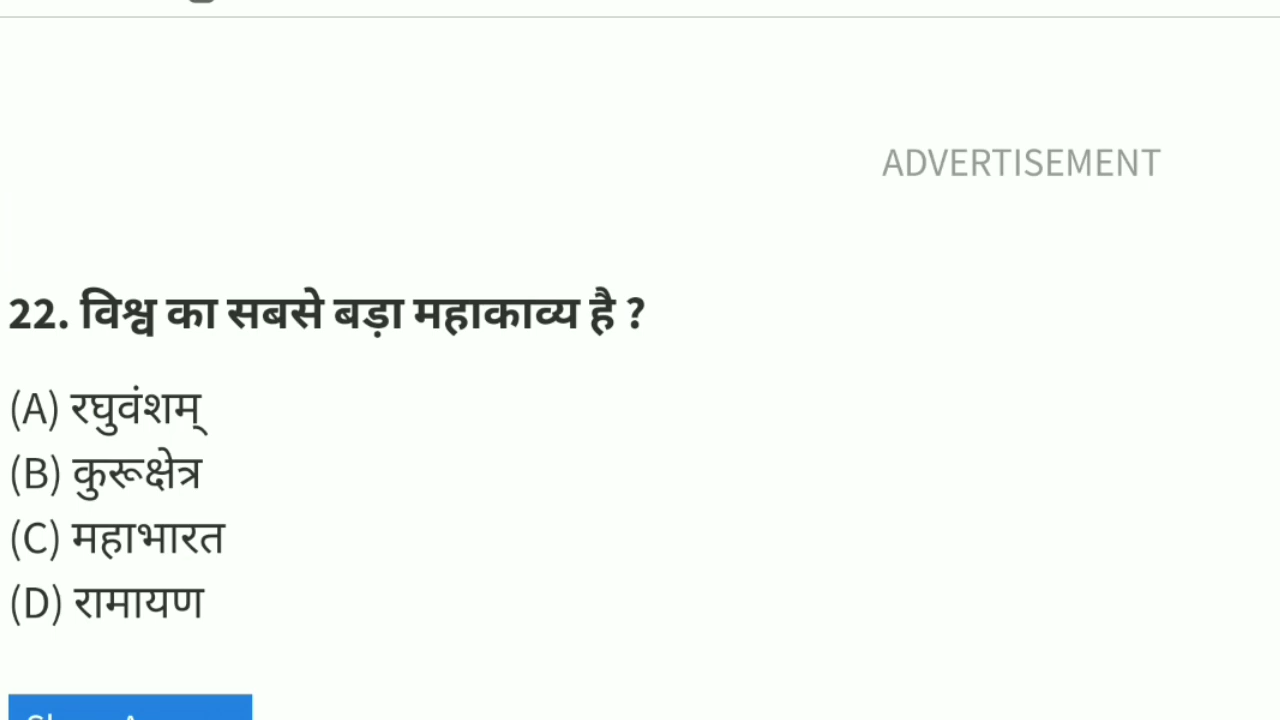 ADVERTISEMENT
22. विश्व का सबसे बड़ा महाकाव्य है ?
(A) रघुवंशम्
(B) कुरूक्षेत्र
(C) महाभारत
(D) रामायण